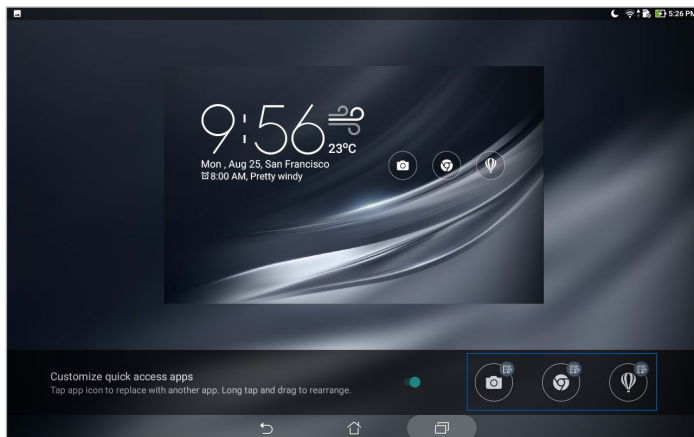 5:26 PM
9:56
23°C
Mon , Aug 25, San Francisco
8:00 AM, Pretty windy
Customize quick access apps
Tap app icon to replace with another app. Long tap and drag to rearrange.